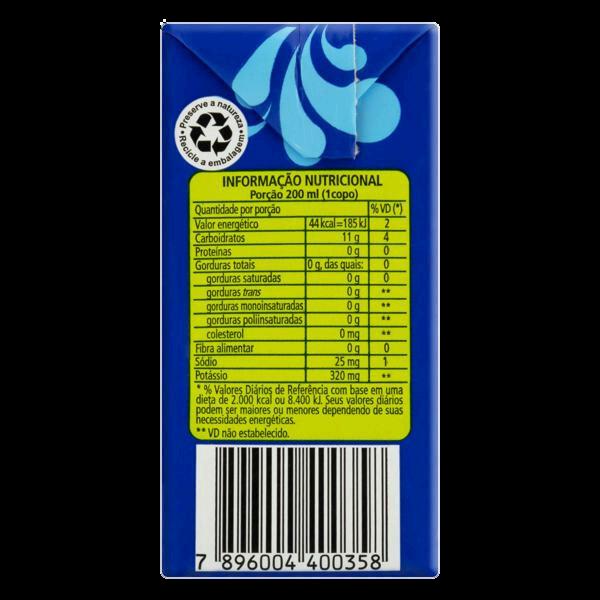 • Preserve a natureza •
Recicle a embalagem
INFORMAÇÃO NUTRICIONAL
Porção 200 ml (1copo)
Quantidade por porção %VD (*)
Valor energético 44 kcal=185 kJ 2
Carboidratos 11 g 4
Proteínas 0 g 0
Gorduras totais 0 g, das quais: 0
gorduras saturadas 0 g 0
gorduras trans 0 g **
gorduras monoinsaturadas 0 g **
gorduras poliinsaturadas 0 g **
colesterol 0 mg **
Fibra alimentar 0 g 0
Sódio 25 mg 1
Potássio 320 mg **
* % Valores Diários de Referência com base em uma
dieta de 2.000 kcal ou 8.400 kJ. Seus valores diários
podem ser maiores ou menores dependendo de suas
necessidades energéticas.
** VD não estabelecido.
7 896004 400358